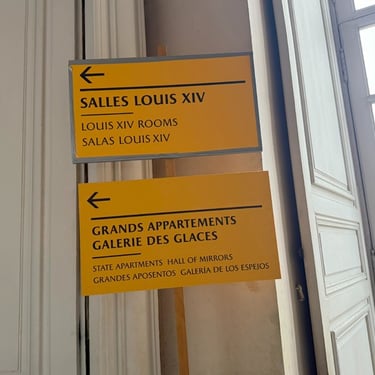 SALLES LOUIS XIV
LOUIS XIV ROOMS
SALAS LOUIS XIV
GRANDS APPARTEMENTS
GALERIE DES GLACES
STATE APARTMENTS HALL OF MIRRORS
GRANDES APOSENTOS GALERÍA DE LOS ESPEJOS